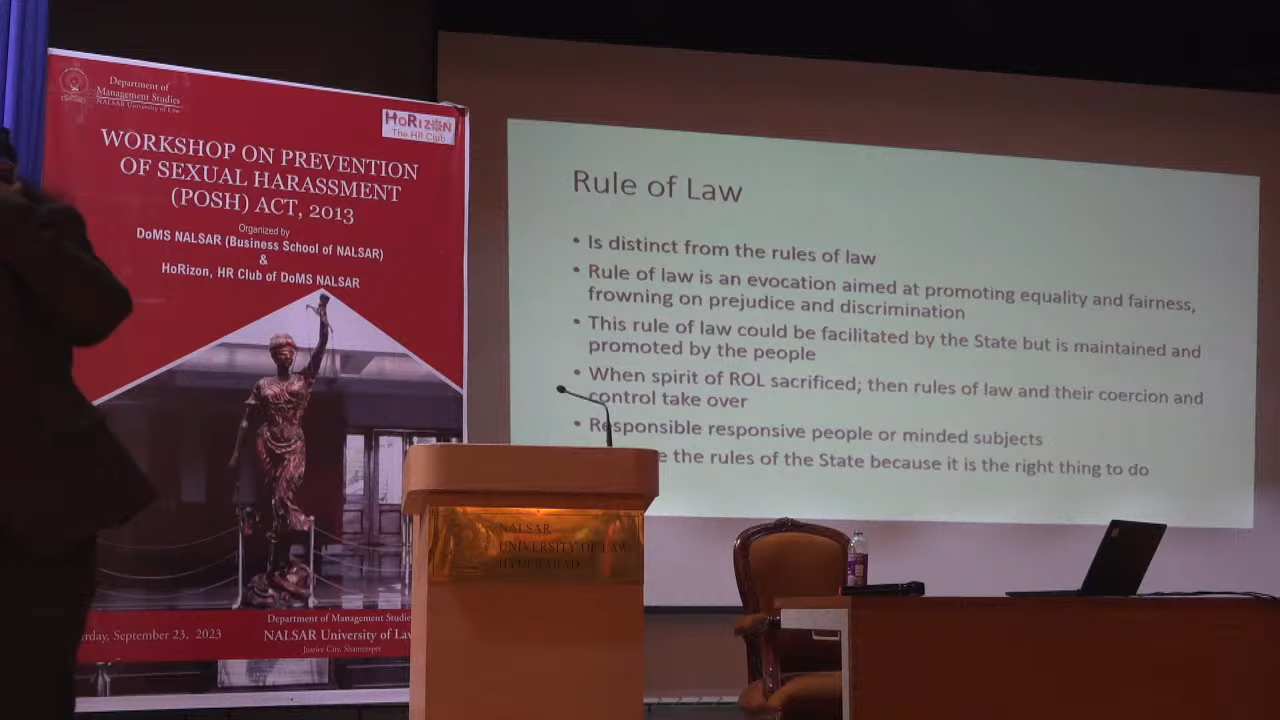 Department of
Management Studies
NALSAR University of Law
HoRizon
The HR Club
WORKSHOP ON PREVENTION
OF SEXUAL HARASSMENT
(POSH) ACT, 2013
Organized by
DoMS NALSAR (Business School of NALSAR)
&
HoRizon, HR Club of DoMS NALSAR
rday, September 23, 2023
Department of Management Studie
NALSAR University of Law
Justice City, Shameerpet
Rule of Law
• Is distinct from the rules of law
• Rule of law is an evocation aimed at promoting equality and fairness,
frowning on prejudice and discrimination
• This rule of law could be facilitated by the State but is maintained and
promoted by the people
• When spirit of ROL sacrificed; then rules of law and their coercion and
control take over
• Responsible responsive people or minded subjects
e the rules of the State because it is the right thing to do
NALSAR
UNIVERSITY OF LAW
HYDERABAD